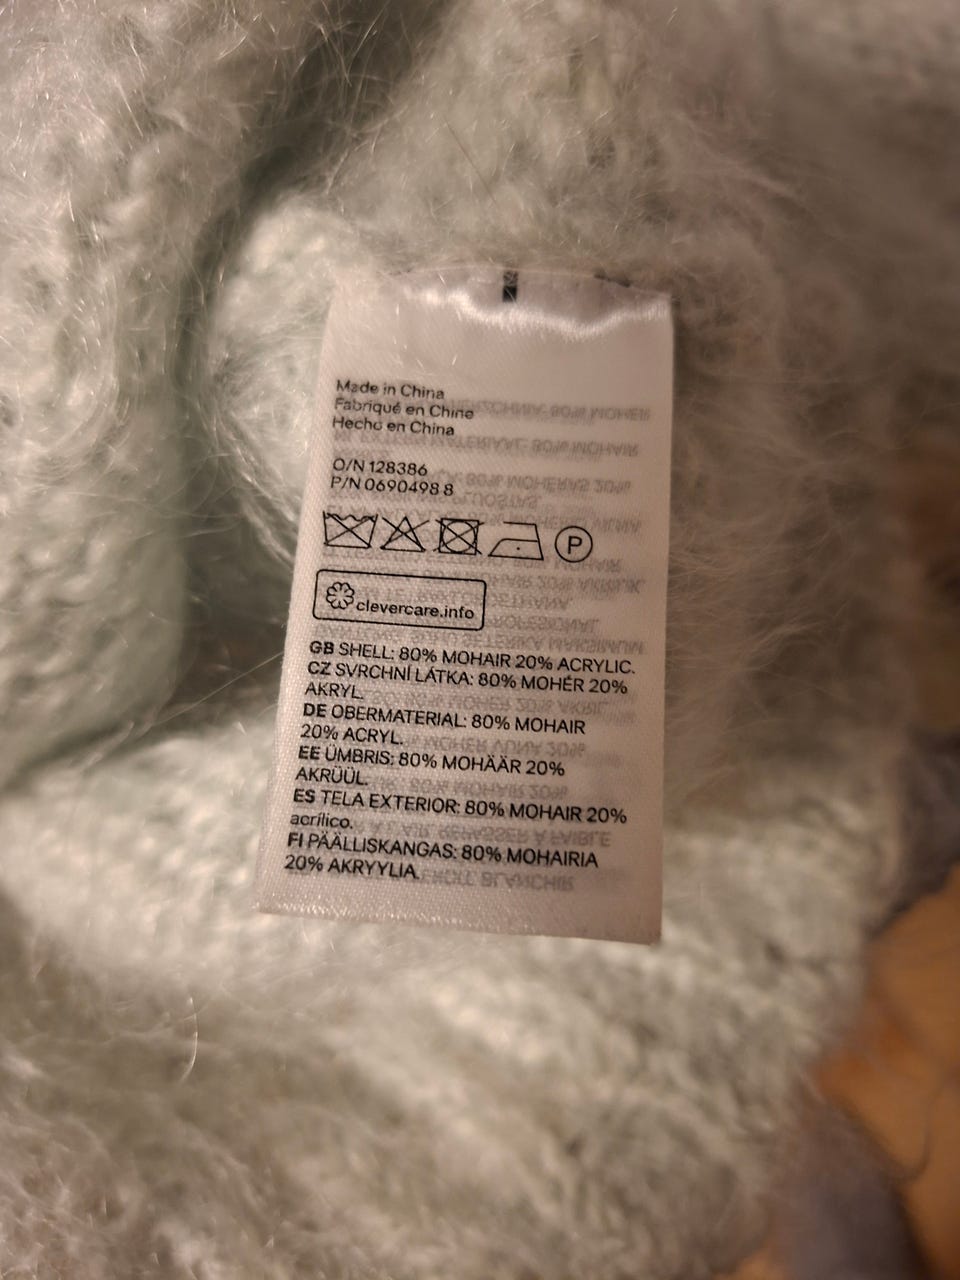 Made in China
Fabriqué en Chine
Hecho en China
O/N 128386
P/N 0690498 8
P
clevercare.info
GB SHELL: 80% MOHAIR 20% ACRYLIC.
CZ SVRCHNÍ LÁTKA: 80% MOHÉR 20%
AKRYL.
DE OBERMATERIAL: 80% MOHAIR
20% ACRYL.
EE ÜMBRIS: 80% MOHÄÄR 20%
AKRÜÜL.
ES TELA EXTERIOR: 80% MOHAIR 20%
acrílico.
FI PÄÄLLISKANGAS: 80% MOHAIRIA
20% AKRYYLIA.